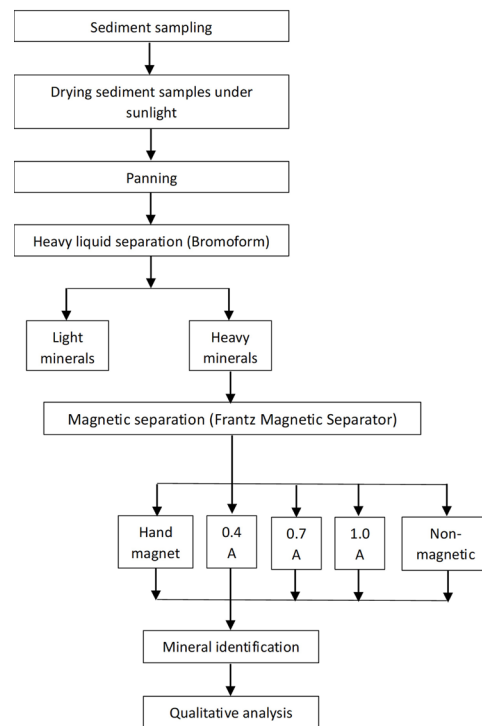 Sediment sampling
Drying sediment samples under
sunlight
Panning
Heavy liquid separation (Bromoform)
Light
minerals
Heavy
minerals
Magnetic separation (Frantz Magnetic Separator)
Hand
magnet
0.4
A
0.7
A
1.0
A
Non-
magnetic
Mineral identification
Qualitative analysis